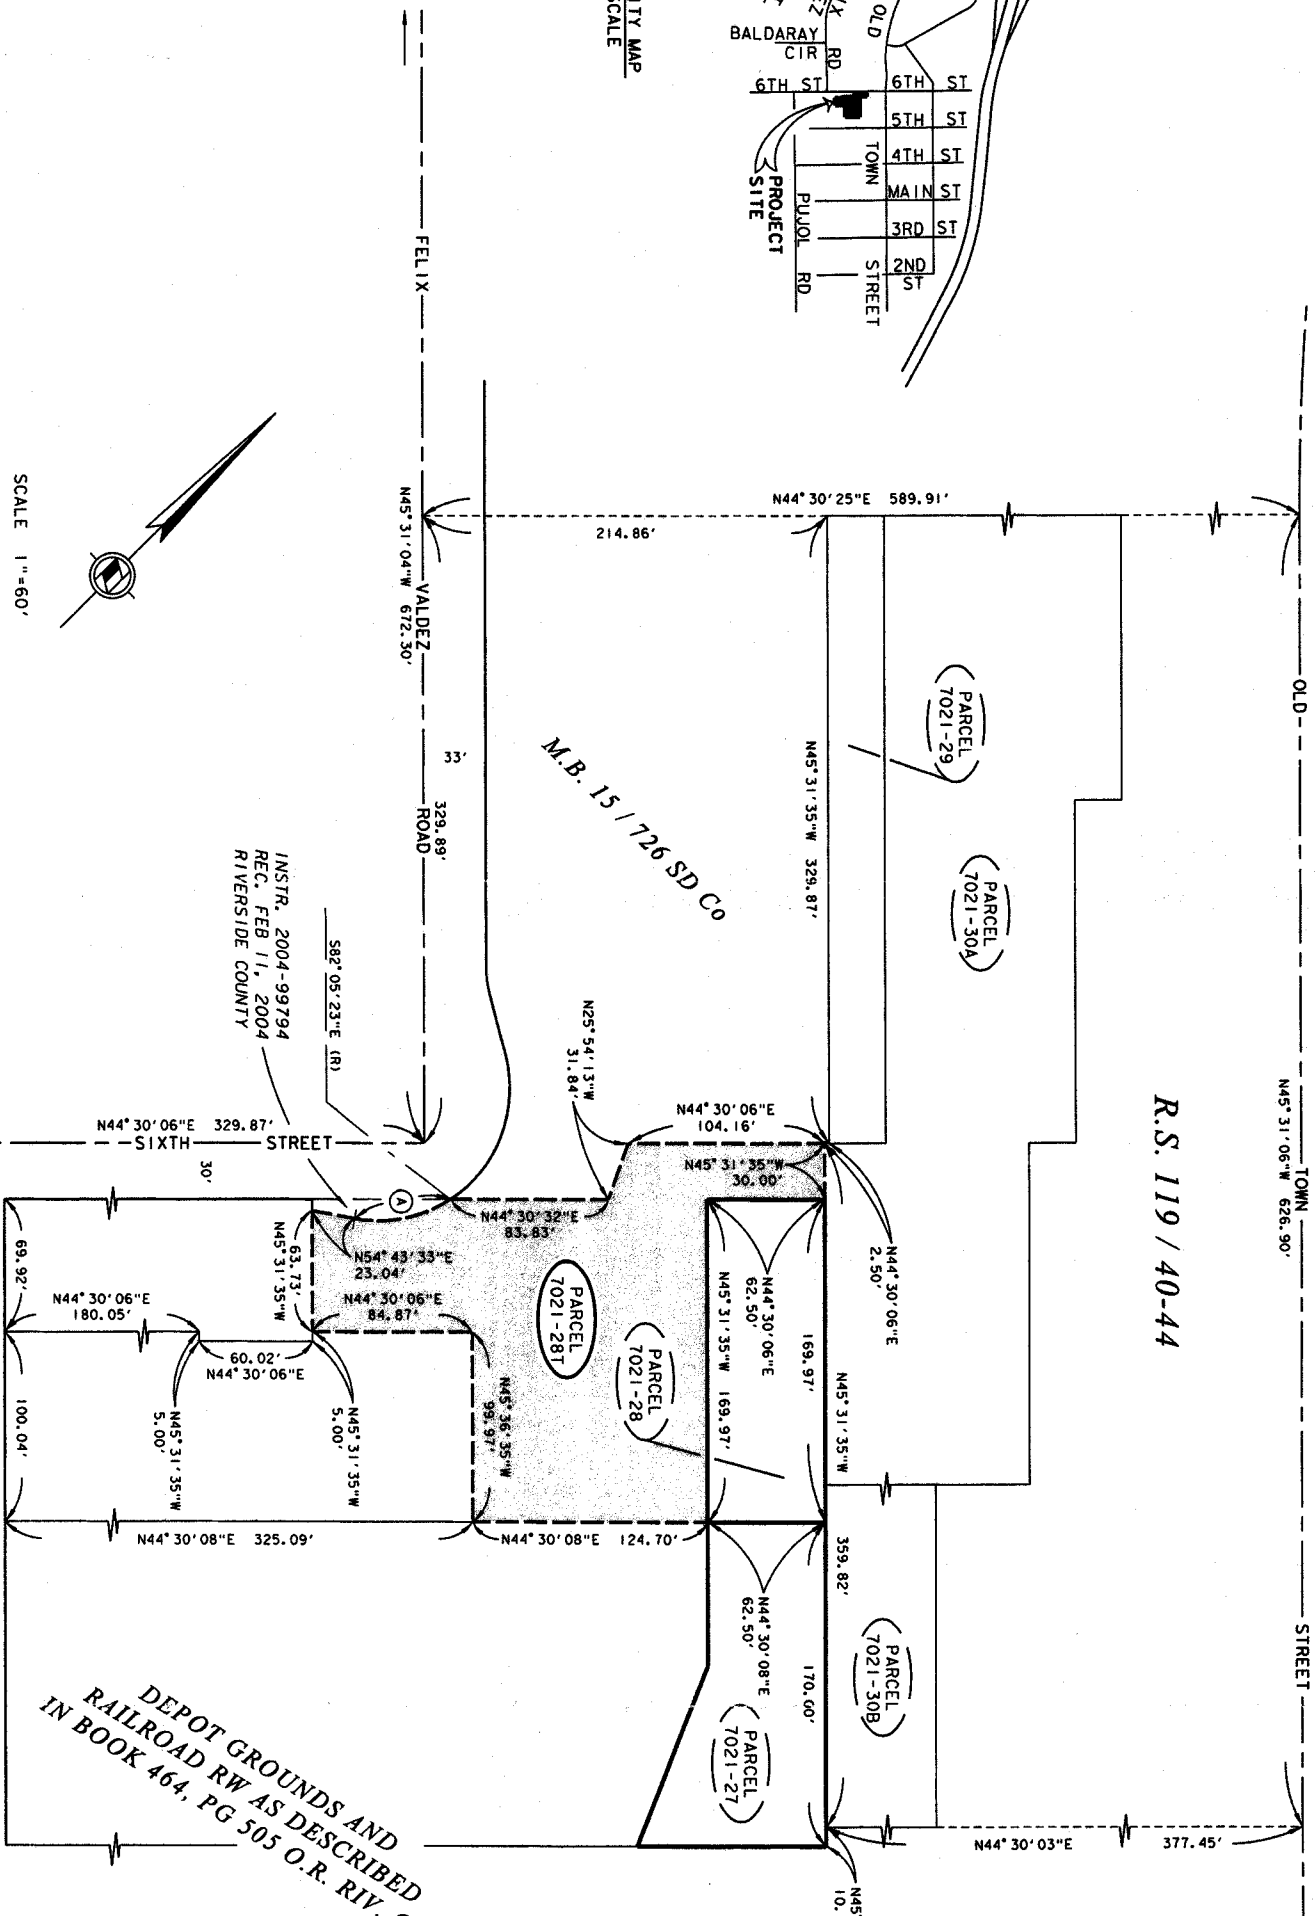 ITY MAP
SCALE
OLD
BALDARAY
CIR
RD
6TH ST
6TH ST
5TH ST
4TH ST
MAIN ST
3RD ST
2ND
ST
TOWN
STREET
PUJOL
RD
PROJECT
SITE
FELIX
VALDEZ
ROAD
N45°31'04"W 672.30'
329.89'
33'
SCALE 1"=60'
N44°30'25"E 589.91'
214.86'
OLD
TOWN
STREET
N45°31'06"W 626.90'
PARCEL
7021-29
PARCEL
7021-30A
N45°31'35"W 329.87'
M.B. 15 / 726 SD Co
R.S. 119 / 40-44
INSTR. 2004-99794
REC. FEB 11, 2004
RIVERSIDE COUNTY
S82°05'23"E (R)
N25°54'13"W
31.84'
N44°30'06"E
104.16'
N45°31'35"W
30.00'
N44°30'06"E
2.50'
N44°30'06"E 329.87'
SIXTH
STREET
30'
A
N44°30'32"E
83.83'
N54°43'33"E
23.04'
63.73'
N45°31'35"W
N44°30'06"E
84.87'
PARCEL
7021-28T
PARCEL
7021-28
N44°30'06"E
62.50'
169.97'
N45°31'35"W 169.97'
N45°31'35"W
359.82'
69.92'
N44°30'06"E
180.05'
60.02'
N44°30'06"E
N45°31'35"W
5.00'
N45°31'35"W
5.00'
N45°36'35"W
99.97'
100.04'
N44°30'08"E 325.09'
N44°30'08"E 124.70'
N44°30'08"E
62.50'
170.00'
PARCEL
7021-27
PARCEL
7021-30B
N44°30'03"E
377.45'
N45°
10.
DEPOT GROUNDS AND
RAILROAD RW AS DESCRIBED
IN BOOK 464, PG 505 O.R. RIV.